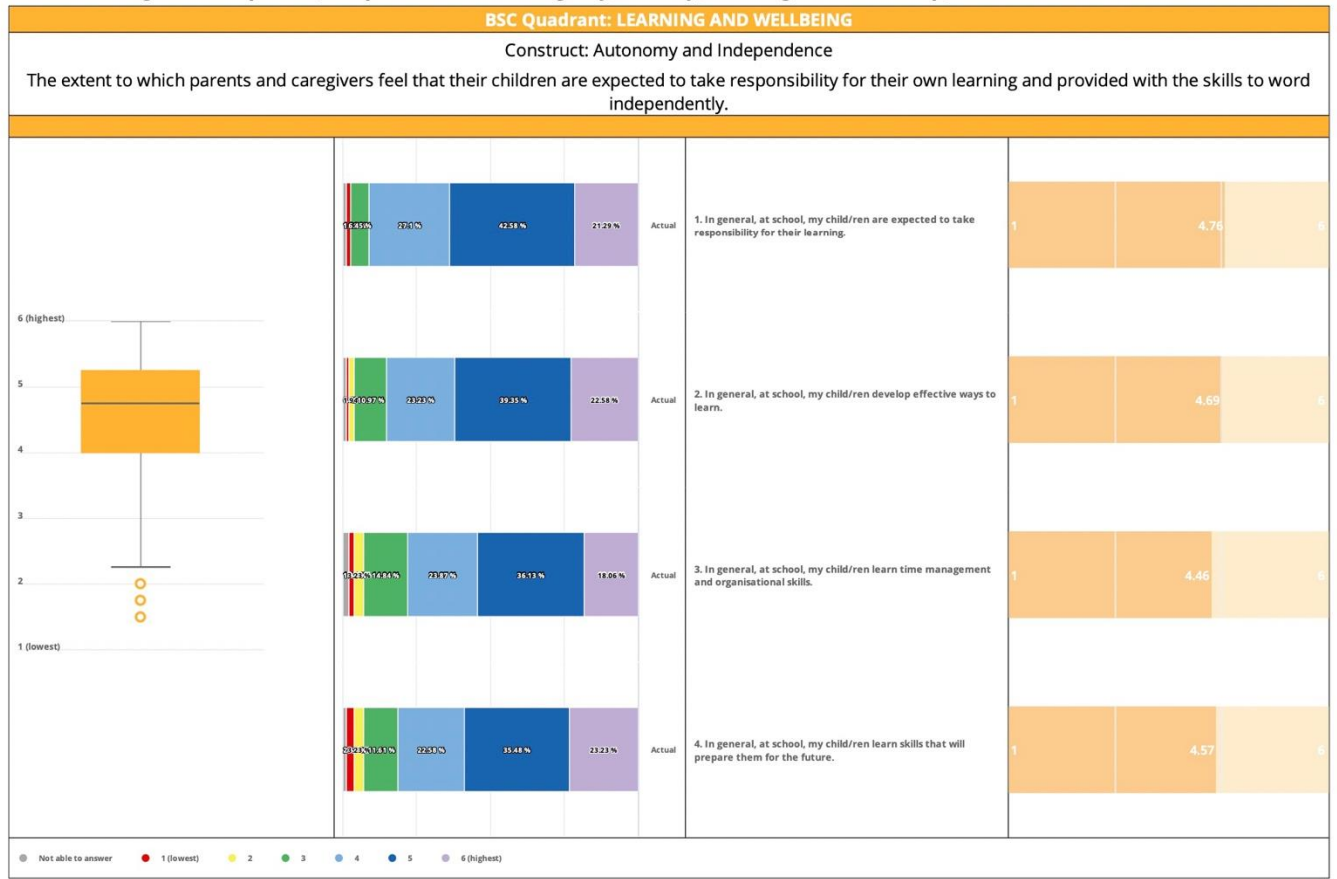 BSC Quadrant: LEARNING AND WELLBEING
Construct: Autonomy and Independence
The extent to which parents and caregivers feel that their children are expected to take responsibility for their own learning and provided with the skills to word
independently.
6 (highest)
5
4
3
2
1 (lowest)
6.45 %
27.1 %
42.58 %
21.29 %
Actual
1. In general, at school, my child/ren are expected to take
responsibility for their learning.
1
4.76
6
10.97 %
23.23 %
39.35 %
22.58 %
Actual
2. In general, at school, my child/ren develop effective ways to
learn.
1
4.69
6
14.84 %
23.87 %
36.13 %
18.06 %
Actual
3. In general, at school, my child/ren learn time management
and organisational skills.
1
4.46
6
11.61 %
22.58 %
35.48 %
23.23 %
Actual
4. In general, at school, my child/ren learn skills that will
prepare them for the future.
1
4.57
6
Not able to answer
1 (lowest)
2
3
4
5
6 (highest)